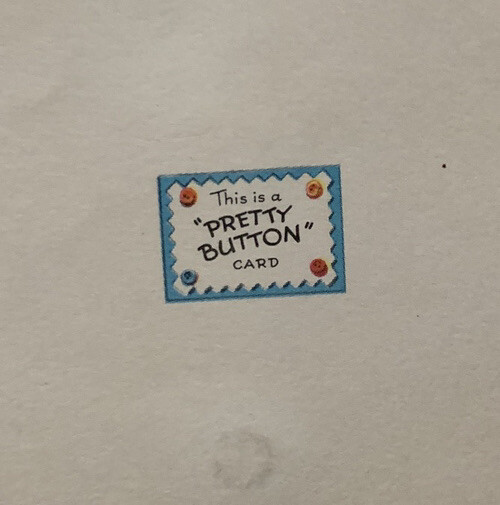 This is a
"PRETTY
BUTTON"
CARD